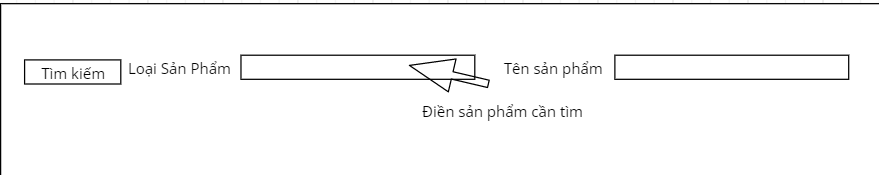 Tìm kiếm
Loại Sản Phẩm
Tên sản phẩm
Điền sản phẩm cần tìm